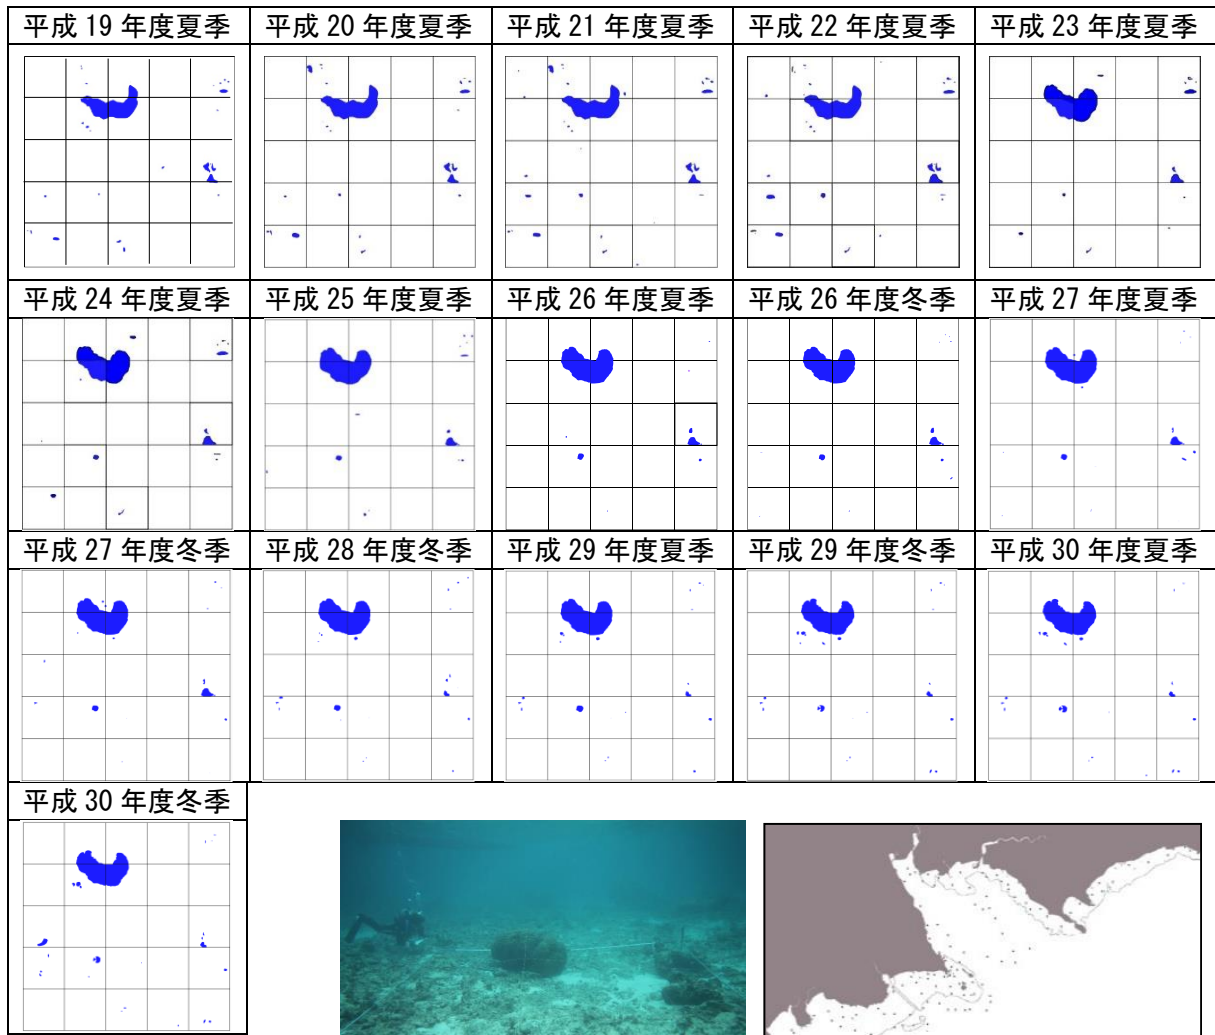 平成 19 年度夏季
平成 20 年度夏季
平成 21 年度夏季
平成 22 年度夏季
平成 23 年度夏季
平成 24 年度夏季
平成 25 年度夏季
平成 26 年度夏季
平成 26 年度冬季
平成 27 年度夏季
平成 27 年度冬季
平成 28 年度冬季
平成 29 年度夏季
平成 29 年度冬季
平成 30 年度夏季
平成 30 年度冬季